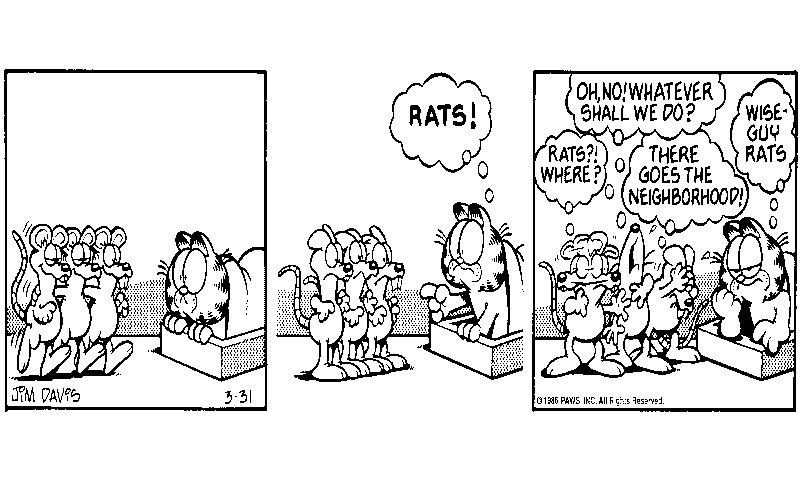 JIM DAVIS
3-31
RATS!
OH, NO! WHATEVER
SHALL WE DO?
RATS?!
WHERE?
THERE
GOES THE
NEIGHBORHOOD!
WISE-
GUY
RATS
©1986 PAWS, INC. All Rights Reserved.